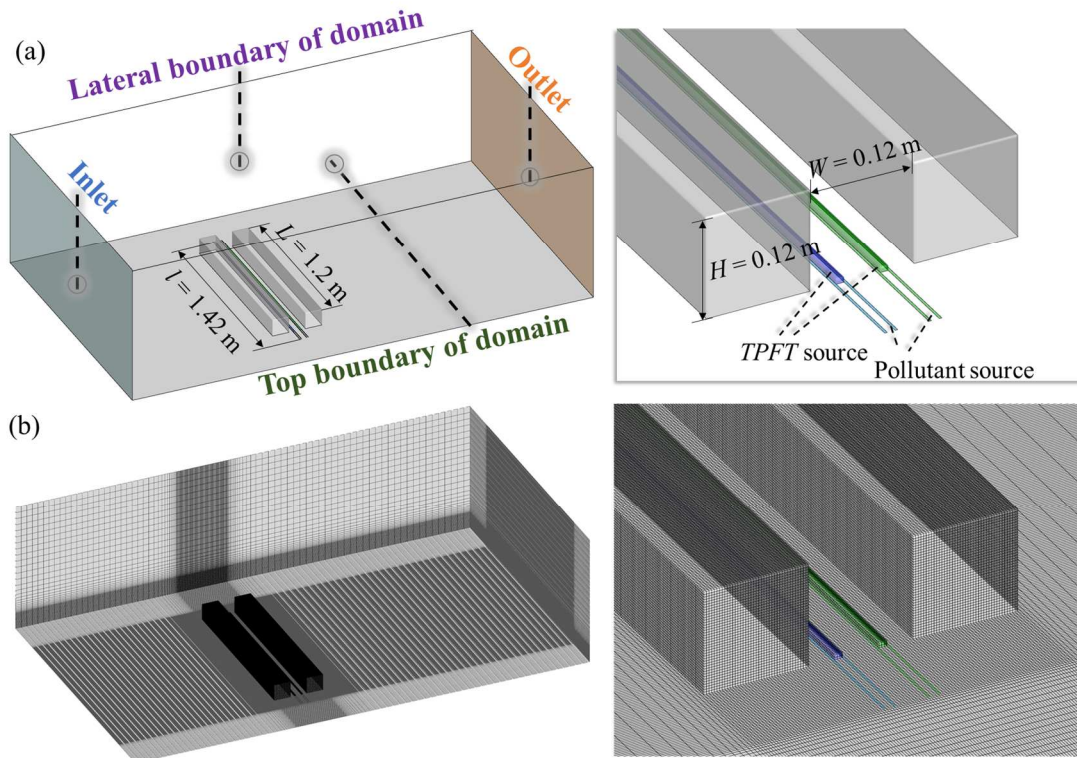 (a)
Lateral boundary of domain
Outlet
Inlet
L = 1.2 m
l = 1.42 m
Top boundary of domain
W = 0.12 m
H = 0.12 m
TPFT source
Pollutant source
(b)